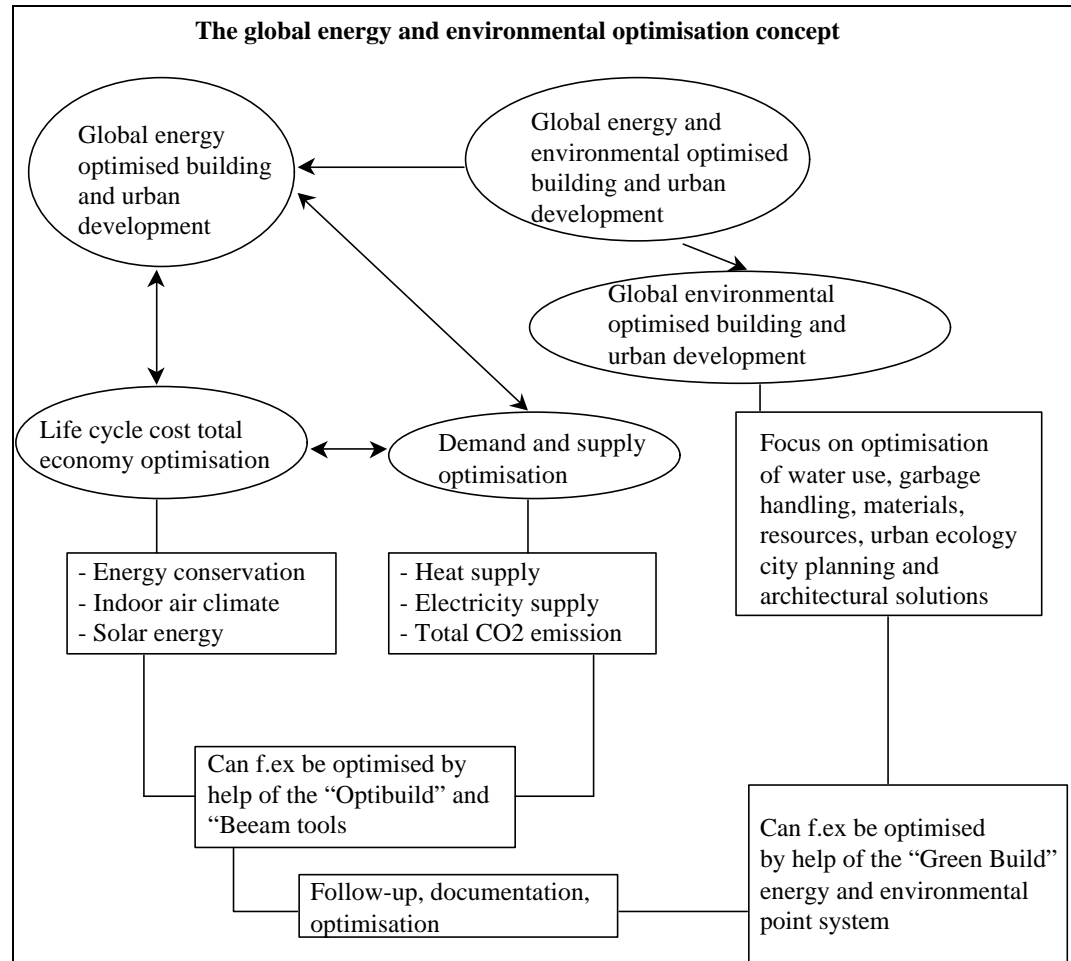 The global energy and environmental optimisation concept
Global energy
optimised building
and urban
development
Global energy and
environmental optimised
building and urban
development
Global environmental
optimised building and
urban development
Life cycle cost total
economy optimisation
Demand and supply
optimisation
Focus on optimisation
of water use, garbage
handling, materials,
resources, urban ecology
city planning and
architectural solutions
- Energy conservation
- Indoor air climate
- Solar energy
- Heat supply
- Electricity supply
- Total CO2 emission
Can f.ex be optimised by
help of the “Optibuild” and
“Beeam tools
Can f.ex be optimised
by help of the “Green Build”
energy and environmental
point system
Follow-up, documentation,
optimisation